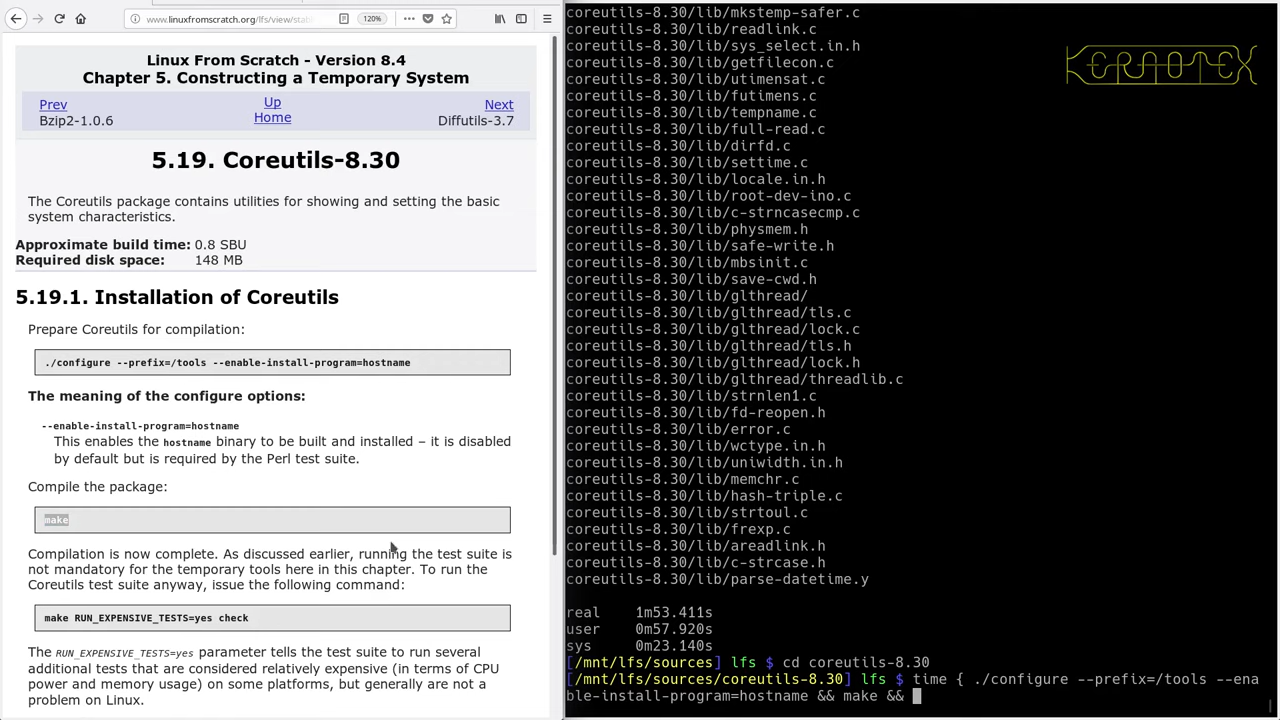 www.linuxfromscratch.org/lfs/view/sta
120%
Linux From Scratch - Version 8.4
Chapter 5. Constructing a Temporary System
Prev
Up
Next
Bzip2-1.0.6
Home
Diffutils-3.7
5.19. Coreutils-8.30
The Coreutils package contains utilities for showing and setting the basic
system characteristics.
Approximate build time: 0.8 SBU
Required disk space: 148 MB
5.19.1. Installation of Coreutils
Prepare Coreutils for compilation:
./configure --prefix=/tools --enable-install-program=hostname
The meaning of the configure options:
--enable-install-program=hostname
This enables the hostname binary to be built and installed – it is disabled
by default but is required by the Perl test suite.
Compile the package:
make
Compilation is now complete. As discussed earlier, running the test suite is
not mandatory for the temporary tools here in this chapter. To run the
Coreutils test suite anyway, issue the following command:
make RUN_EXPENSIVE_TESTS=yes check
The RUN_EXPENSIVE_TESTS=yes parameter tells the test suite to run several
additional tests that are considered relatively expensive (in terms of CPU
power and memory usage) on some platforms, but generally are not a
problem on Linux.
coreutils-8.30/lib/mkstemp-safer.c
coreutils-8.30/lib/readlink.c
coreutils-8.30/lib/sys_select.in.h
coreutils-8.30/lib/getfilecon.c
coreutils-8.30/lib/utimensat.c
coreutils-8.30/lib/futimens.c
coreutils-8.30/lib/tempname.c
coreutils-8.30/lib/full-read.c
coreutils-8.30/lib/dirfd.c
coreutils-8.30/lib/settime.c
coreutils-8.30/lib/locale.in.h
coreutils-8.30/lib/root-dev-ino.c
coreutils-8.30/lib/c-strncasecmp.c
coreutils-8.30/lib/physmem.h
coreutils-8.30/lib/safe-write.h
coreutils-8.30/lib/mbsinit.c
coreutils-8.30/lib/save-cwd.h
coreutils-8.30/lib/glthread/
coreutils-8.30/lib/glthread/tls.c
coreutils-8.30/lib/glthread/lock.c
coreutils-8.30/lib/glthread/tls.h
coreutils-8.30/lib/glthread/lock.h
coreutils-8.30/lib/glthread/threadlib.c
coreutils-8.30/lib/strnlen1.c
coreutils-8.30/lib/fd-reopen.h
coreutils-8.30/lib/error.c
coreutils-8.30/lib/wctype.in.h
coreutils-8.30/lib/uniwidth.in.h
coreutils-8.30/lib/memchr.c
coreutils-8.30/lib/hash-triple.c
coreutils-8.30/lib/strtoul.c
coreutils-8.30/lib/frexp.c
coreutils-8.30/lib/areadlink.h
coreutils-8.30/lib/c-strcase.h
coreutils-8.30/lib/parse-datetime.y
real 1m53.411s
user 0m57.920s
sys 0m23.140s
[/mnt/lfs/sources] lfs $ cd coreutils-8.30
[/mnt/lfs/sources/coreutils-8.30] lfs $ time { ./configure --prefix=/tools --ena
ble-install-program=hostname && make &&
KERAOTEX